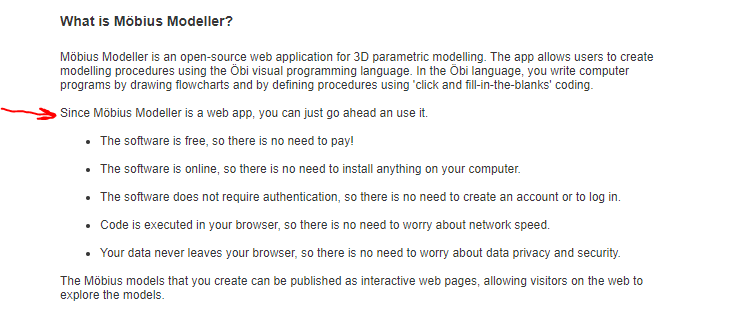 What is Möbius Modeller?
Möbius Modeller is an open-source web application for 3D parametric modelling. The app allows users to create
modelling procedures using the Öbi visual programming language. In the Öbi language, you write computer
programs by drawing flowcharts and by defining procedures using 'click and fill-in-the-blanks' coding.
Since Möbius Modeller is a web app, you can just go ahead an use it.
• The software is free, so there is no need to pay!
• The software is online, so there is no need to install anything on your computer.
• The software does not require authentication, so there is no need to create an account or to log in.
• Code is executed in your browser, so there is no need to worry about network speed.
• Your data never leaves your browser, so there is no need to worry about data privacy and security.
The Möbius models that you create can be published as interactive web pages, allowing visitors on the web to
explore the models.